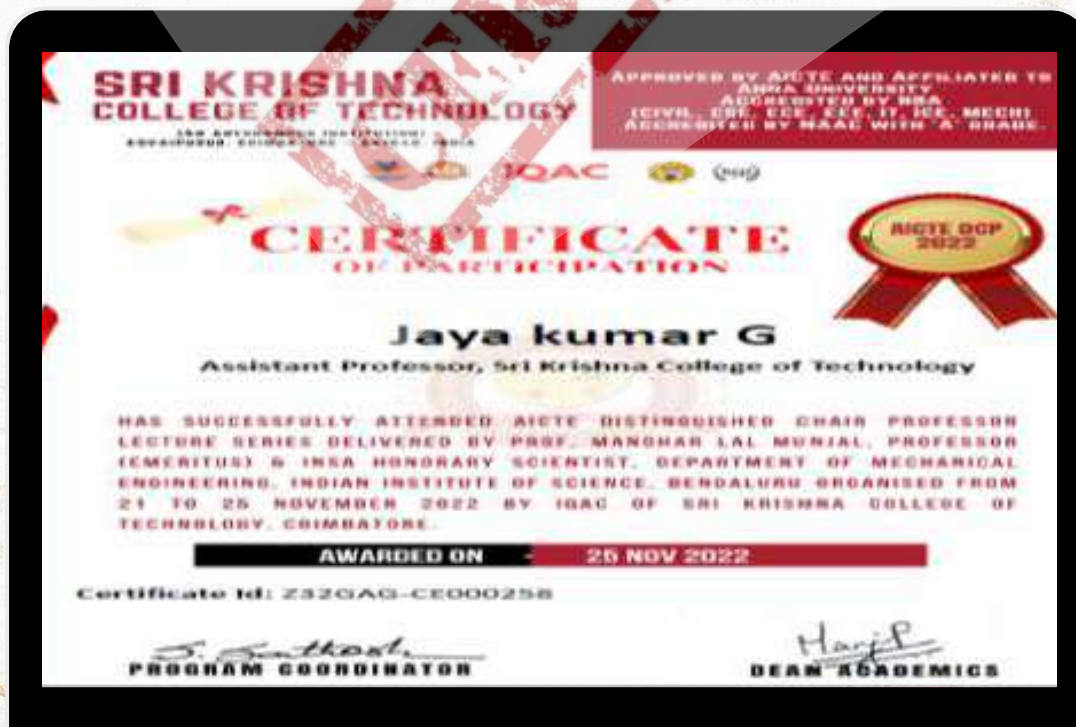 SRI KRISHNA
COLLEGE OF TECHNOLOGY
(AN AUTONOMOUS INSTITUTION)
APPROVED BY AICTE AND AFFILIATED TO
ANNA UNIVERSITY
ACCREDITED BY NBA
(CIVIL, CSE, ECE, EEE, IT, ICE, MECH)
ACCREDITED BY NAAC WITH 'A' GRADE.
IQAC
CERTIFICATE
OF PARTICIPATION
AICTE DCP
2022
Jaya kumar G
Assistant Professor, Sri Krishna College of Technology
HAS SUCCESSFULLY ATTENDED AICTE DISTINGUISHED CHAIR PROFESSOR
LECTURE SERIES DELIVERED BY PROF. MANOHAR LAL MUNJAL, PROFESSOR
(EMERITUS) & INSA HONORARY SCIENTIST, DEPARTMENT OF MECHANICAL
ENGINEERING, INDIAN INSTITUTE OF SCIENCE, BENGALURU ORGANISED FROM
21 TO 25 NOVEMBER 2022 BY IQAC OF SRI KRISHNA COLLEGE OF
TECHNOLOGY, COIMBATORE.
AWARDED ON - 25 NOV 2022
Certificate Id: Z32GAG-CE000258
PROGRAM COORDINATOR
DEAN ACADEMICS